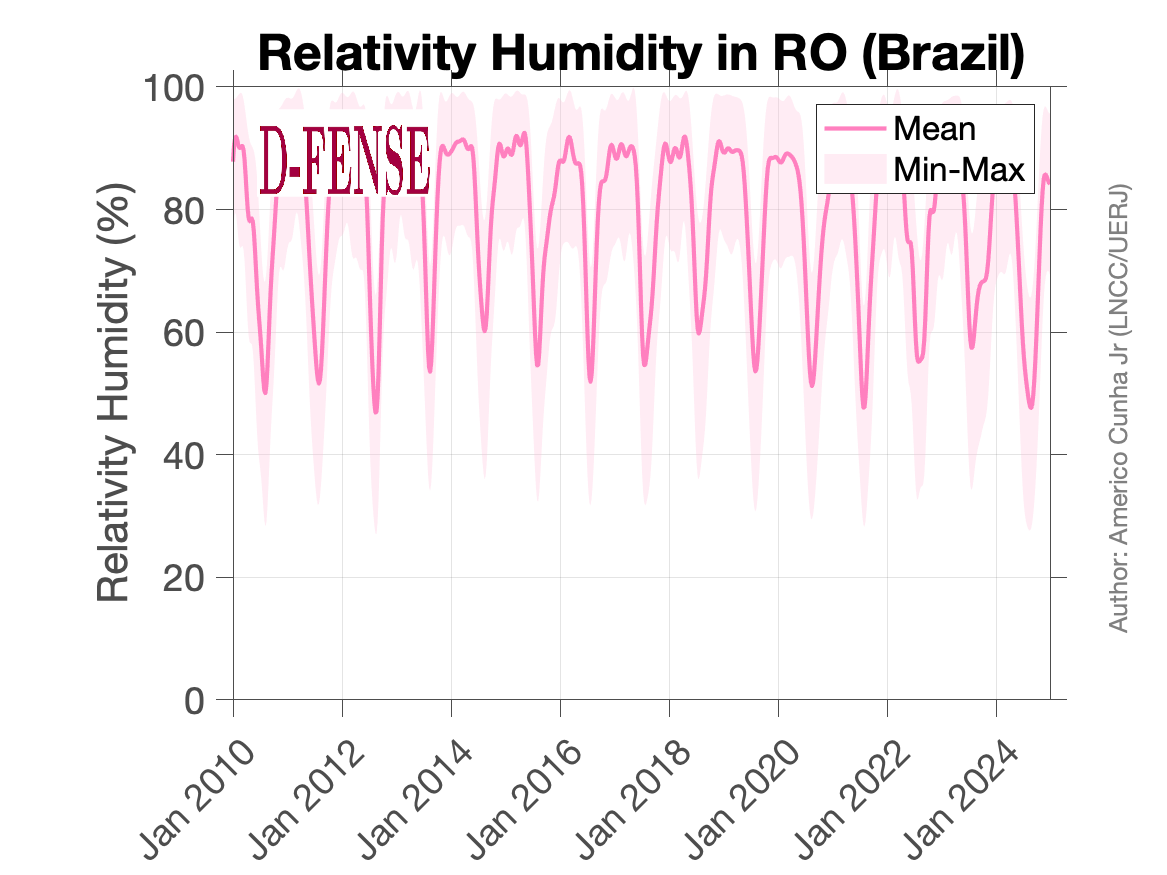 Relativity Humidity in RO (Brazil)
D-FENSE
Mean
Min-Max
Relativity Humidity (%)
100
80
60
40
20
0
Jan 2010
Jan 2012
Jan 2014
Jan 2016
Jan 2018
Jan 2020
Jan 2022
Jan 2024
Author: Americo Cunha Jr (LNCC/UERJ)